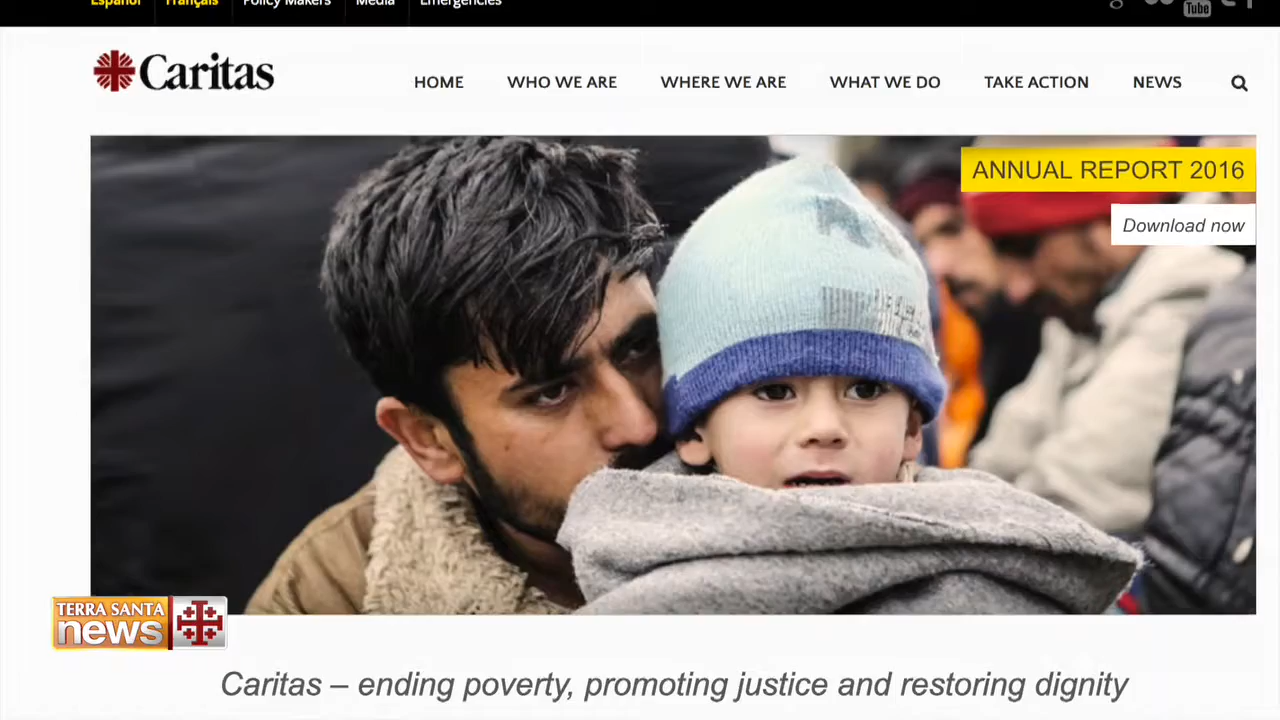 Español Français Policy Makers Media Emergencies
Tube
Caritas
HOME WHO WE ARE WHERE WE ARE WHAT WE DO TAKE ACTION NEWS
ANNUAL REPORT 2016
Download now
TERRA SANTA
news
Caritas – ending poverty, promoting justice and restoring dignity